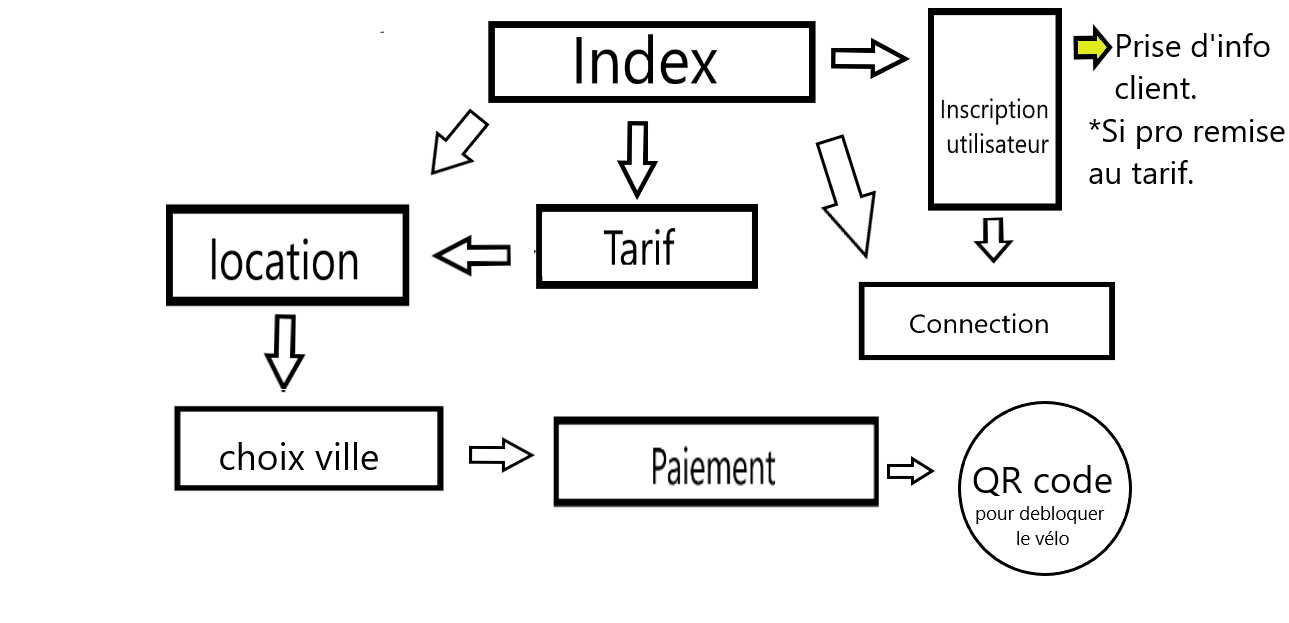 Index
Inscription
utilisateur
Prise d'info
client.
*Si pro remise
au tarif.
location
Tarif
Connection
choix ville
Paiement
QR code
pour debloquer
le vélo